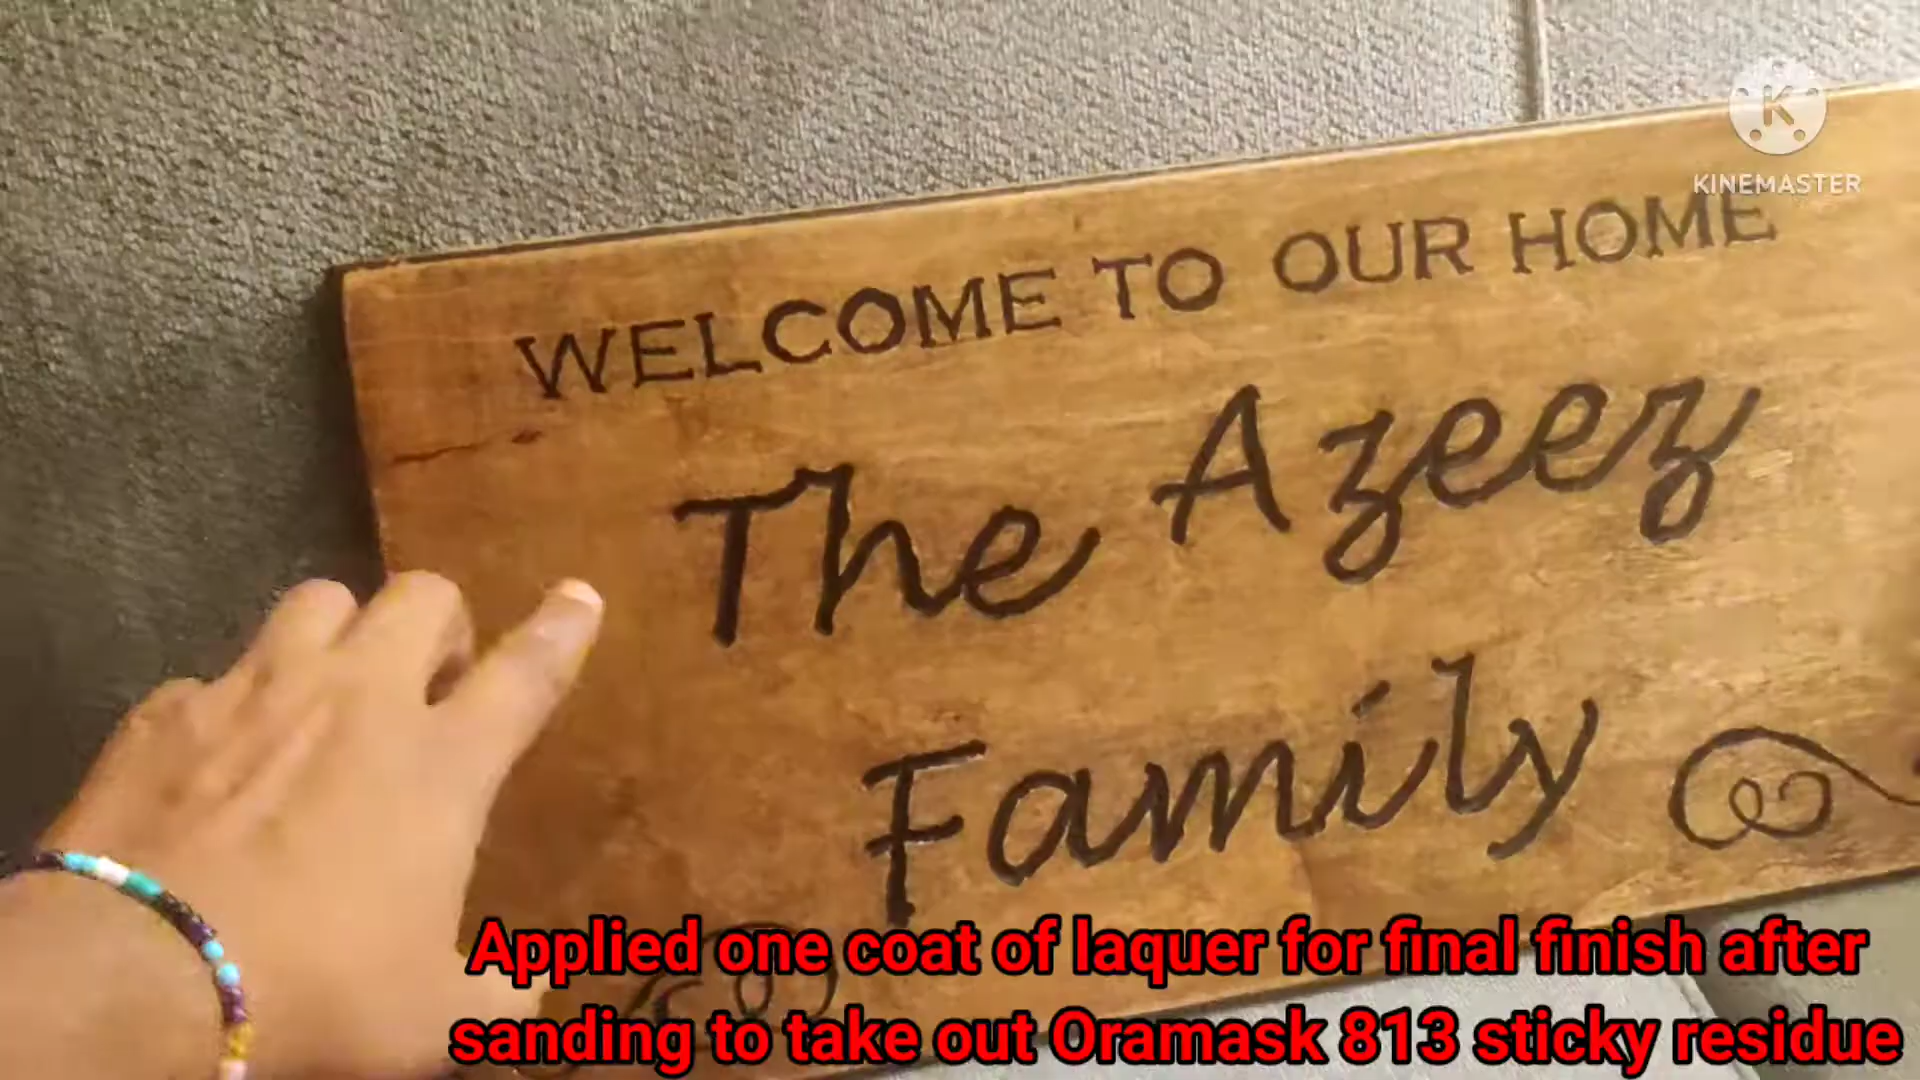 KINEMASTER
WELCOME TO OUR HOME
The Azeez
Family
Applied one coat of laquer for final finish after
sanding to take out Oramask 813 sticky residue